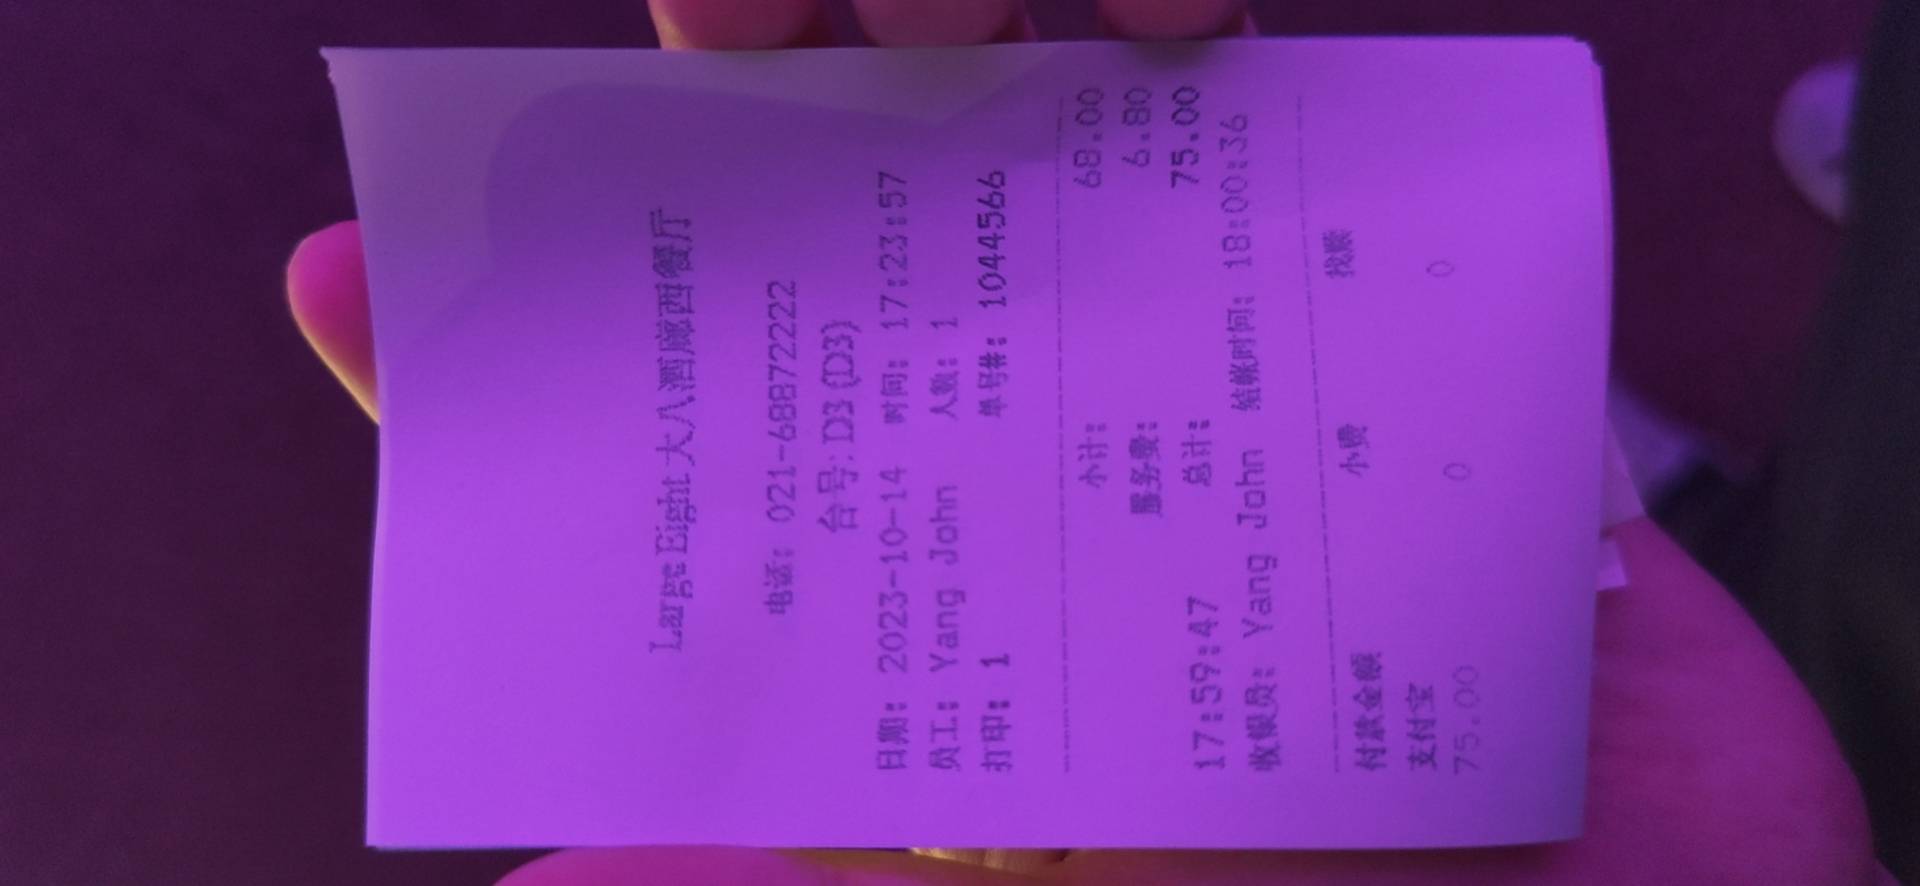 Large Eight 大八酒廊西餐厅
电话: 021-68872222
台号: D3 (D3)
日期: 2023-10-14 时间: 17:23:57
员工: Yang John 人数: 1
打印: 1 单号#: 1044566
小计: 68.00
服务费: 6.80
17:59:47 总计: 75.00
收银员: Yang John 结帐时间: 18:00:36
付款金额 小费 找赎
支付宝
75.00 0 0